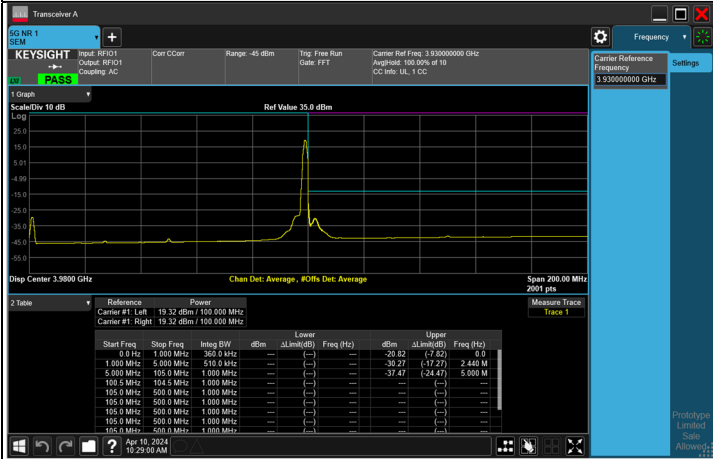 Transceiver A
5G NR 1
SEM
Frequency
KEYSIGHT
Input: RFIO1
Output: RFIO1
Coupling: AC
Corr CCorr
Range: -45 dBm
Trig: Free Run
Gate: FFT
Carrier Ref Freq: 3.930000000 GHz
Avg|Hold: 100.00% of 100
CC Info: UL, 1 CC
PASS
Carrier Reference
Frequency
3.930000000 GHz
Settings
1 Graph
Scale/Div 10 dB
Ref Value 35.0 dBm
Log
25.0
15.0
5.01
-4.99
-15.0
-25.0
-35.0
-45.0
-55.0
Disp Center 3.9800 GHz
Chan Det: Average , #Offs Det: Average
Span 200.00 MHz
2001 pts
2 Table
Reference Power
Carrier #1: Left 19.32 dBm / 100.000 MHz
Carrier #1: Right 19.32 dBm / 100.000 MHz
Measure Trace
Trace 1
Lower Upper
Start Freq Stop Freq Integ BW dBm ΔLimit(dB) Freq (Hz) dBm ΔLimit(dB) Freq (Hz)
0.0 Hz 1.000 MHz 360.0 kHz --- (---) --- -20.82 (-7.82) 0.0
1.000 MHz 5.000 MHz 510.0 kHz --- (---) --- -30.27 (-17.27) 2.440 M
5.000 MHz 105.0 MHz 1.000 MHz --- (---) --- -37.47 (-24.47) 5.000 M
100.5 MHz 104.5 MHz 1.000 MHz --- (---) --- --- (---) ---
105.0 MHz 500.0 MHz 1.000 MHz --- (---) --- --- (---) ---
105.0 MHz 500.0 MHz 1.000 MHz --- (---) --- --- (---) ---
105.0 MHz 500.0 MHz 1.000 MHz --- (---) --- --- (---) ---
105.0 MHz 500.0 MHz 1.000 MHz --- (---) --- --- (---) ---
Prototype
Limited
Sale
Allowed
Apr 10, 2024
10:29:00 AM